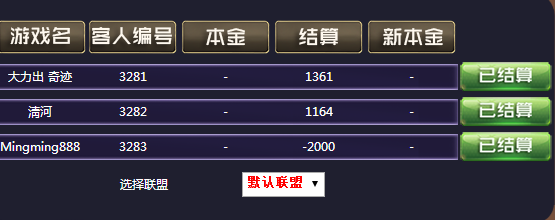 游戏名 客人编号 本金 结算 新本金
大力出 奇迹 3281 - 1361 - 已结算
湍河 3282 - 1164 - 已结算
Mingming888 3283 - -2000 - 已结算
选择联盟 默认联盟 ▼